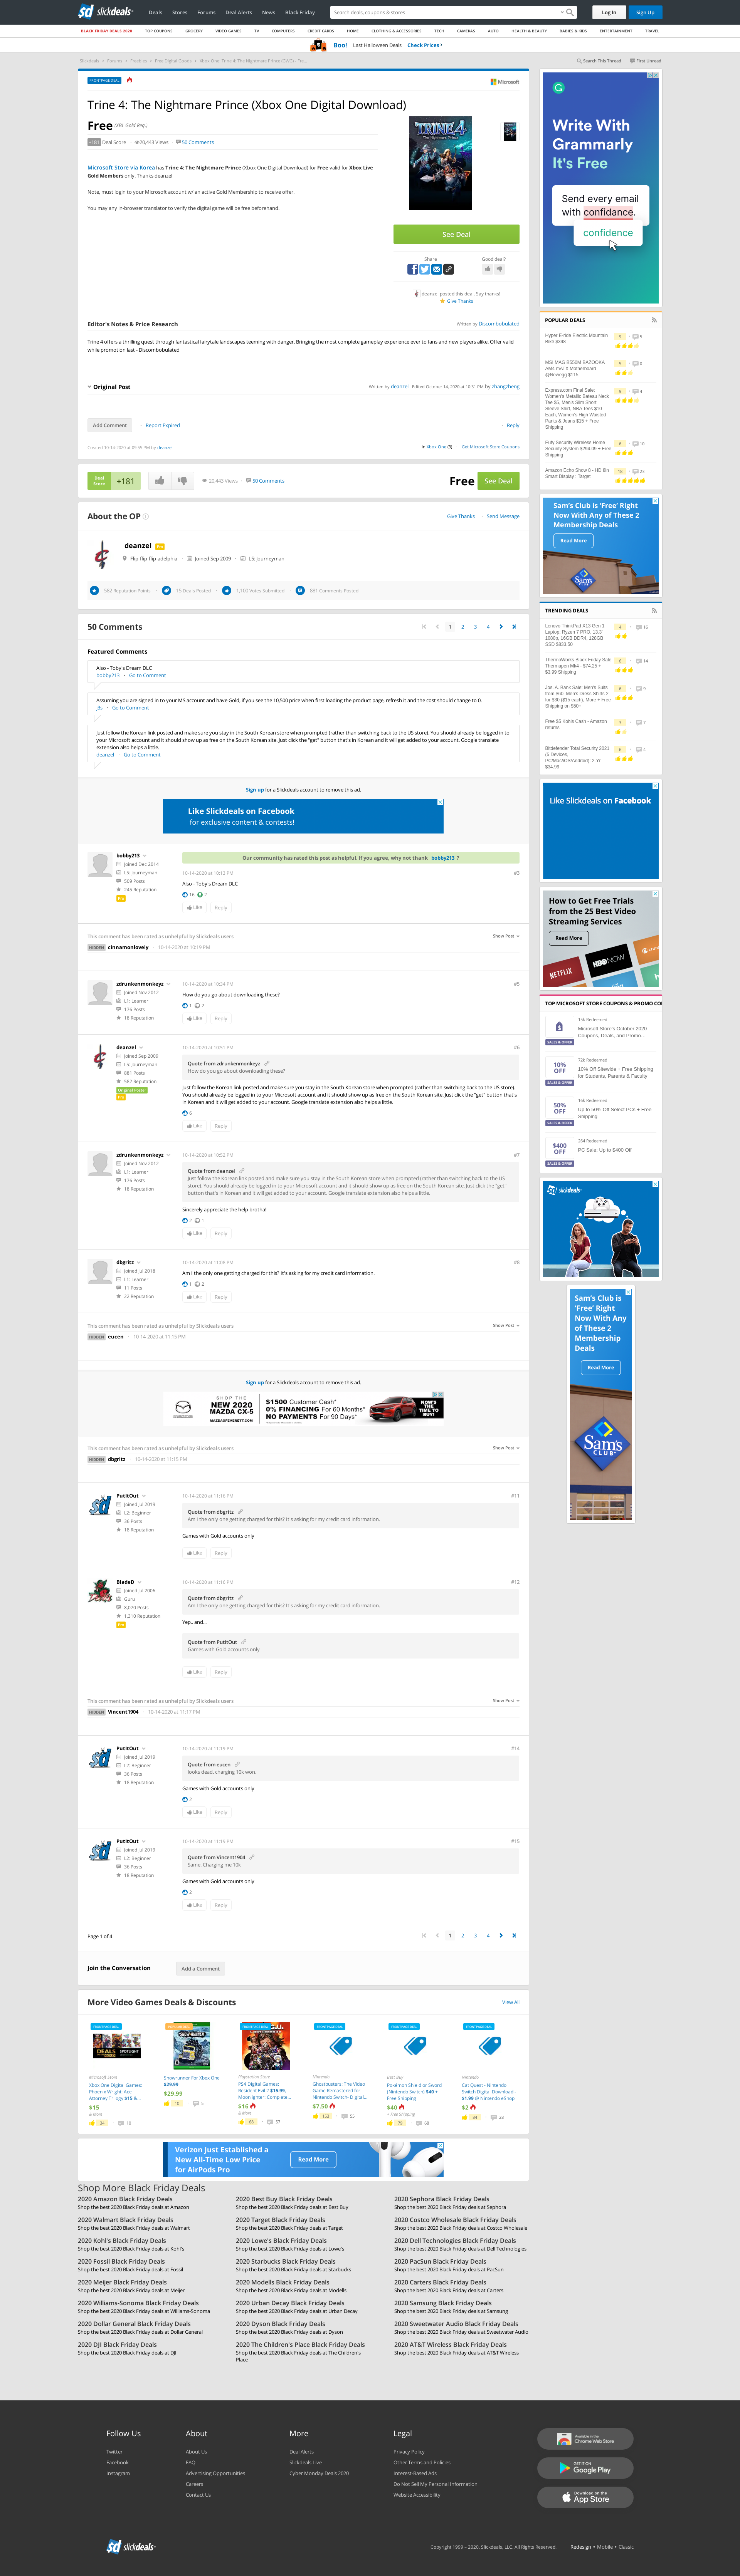 slickdeals
Deals Stores Forums Deal Alerts News Black Friday
Search deals, coupons & stores
Log In Sign Up
BLACK FRIDAY DEALS 2020 TOP COUPONS GROCERY VIDEO GAMES TV COMPUTERS CREDIT CARDS HOME CLOTHING & ACCESSORIES TECH CAMERAS AUTO HEALTH & BEAUTY BABIES & KIDS ENTERTAINMENT TRAVEL
Boo! Last Halloween Deals Check Prices !
Search This Thread First Unread
FRONTPAGE DEAL
Microsoft
Trine 4: The Nightmare Prince (Xbox One Digital Download)
Free (XBL Gold Req.)
+181 Deal Score 20,443 Views 50 Comments
Microsoft Store via Korea has Trine 4: The Nightmare Prince (Xbox One Digital Download) for Free valid for Xbox Live
Gold Members only. Thanks deanzel
Note, must login to your Microsoft account w/ an active Gold Membership to receive offer.
You may any in-browser translator to verify the digital game will be free beforehand.
See Deal
Share Good deal?
deanzel posted this deal. Say thanks!
Give Thanks
Editor's Notes & Price Research Written by Discombobulated
Trine 4 offers a thrilling quest through fantastical fairytale landscapes teeming with danger. Bringing the most complete gameplay experience ever to fans and new players alike. Offer valid
while promotion last - Discombobulated
Original Post Written by deanzel Edited October 14, 2020 at 10:31 PM by zhangzheng
Add Comment Report Expired Reply
Created 10-14-2020 at 09:55 PM by deanzel
in Xbox One (3) Get Microsoft Store Coupons
Deal Score +181 20,443 Views 50 Comments Free See Deal
About the OP Give Thanks Send Message
deanzel Pro
Flip-flip-flip-adelphia Joined Sep 2009 L5: Journeyman
582 Reputation Points 15 Deals Posted 1,100 Votes Submitted 881 Comments Posted
50 Comments 1 2 3 4
Featured Comments
Also - Toby's Dream DLC
bobby213 Go to Comment
Assuming you are signed in to your MS account and have Gold, if you see the 10,500 price when first loading the product page, refresh it and the cost should change to 0.
j3s Go to Comment
Just follow the Korean link posted and make sure you stay in the South Korean store when prompted (rather than switching back to the US store). You should already be logged in to
your Microsoft account and it should show up as free on the South Korean site. Just click the "get" button that's in Korean and it will get added to your account. Google translate
extension also helps a little.
deanzel Go to Comment
Sign up for a Slickdeals account to remove this ad.
Like Slickdeals on Facebook
for exclusive content & contests!
bobby213
Joined Dec 2014
L5: Journeyman
509 Posts
245 Reputation
Pro
Our community has rated this post as helpful. If you agree, why not thank bobby213 ?
10-14-2020 at 10:13 PM #3
Also - Toby's Dream DLC
16 2
Like Reply
This comment has been rated as unhelpful by Slickdeals users Show Post
HIDDEN cinnamonlovely 10-14-2020 at 10:19 PM
zdrunkenmonkeyz
Joined Nov 2012
L1: Learner
176 Posts
18 Reputation
10-14-2020 at 10:34 PM #5
How do you go about downloading these?
1 2
Like Reply
deanzel
Joined Sep 2009
L5: Journeyman
881 Posts
582 Reputation
Original Poster
Pro
10-14-2020 at 10:51 PM #6
Quote from zdrunkenmonkeyz
How do you go about downloading these?
Just follow the Korean link posted and make sure you stay in the South Korean store when prompted (rather than switching back to the US store).
You should already be logged in to your Microsoft account and it should show up as free on the South Korean site. Just click the "get" button that's
in Korean and it will get added to your account. Google translate extension also helps a little.
6
Like Reply
zdrunkenmonkeyz
Joined Nov 2012
L1: Learner
176 Posts
18 Reputation
10-14-2020 at 10:52 PM #7
Quote from deanzel
Just follow the Korean link posted and make sure you stay in the South Korean store when prompted (rather than switching back to the US
store). You should already be logged in to your Microsoft account and it should show up as free on the South Korean site. Just click the "get"
button that's in Korean and it will get added to your account. Google translate extension also helps a little.
Sincerely appreciate the help brotha!
2 1
Like Reply
dbgritz
Joined Jul 2018
L1: Learner
11 Posts
22 Reputation
10-14-2020 at 11:08 PM #8
Am I the only one getting charged for this? It's asking for my credit card information.
1 2
Like Reply
This comment has been rated as unhelpful by Slickdeals users Show Post
HIDDEN eucen 10-14-2020 at 11:15 PM
Sign up for a Slickdeals account to remove this ad.
SHOP THE
NEW 2020
MAZDA CX-5
MAZDAOFEVERETT.COM
$1500 Customer Cash*
0% FINANCING For 60 Months*
NO PAYMENTS For 90 Days*
NOW'S THE TIME TO BUY!
This comment has been rated as unhelpful by Slickdeals users Show Post
HIDDEN dbgritz 10-14-2020 at 11:15 PM
PutItOut
Joined Jul 2019
L2: Beginner
36 Posts
18 Reputation
10-14-2020 at 11:16 PM #11
Quote from dbgritz
Am I the only one getting charged for this? It's asking for my credit card information.
Games with Gold accounts only
Like Reply
BladeD
Joined Jul 2006
Guru
8,070 Posts
1,310 Reputation
Pro
10-14-2020 at 11:16 PM #12
Quote from dbgritz
Am I the only one getting charged for this? It's asking for my credit card information.
Yep.. and...
Quote from PutItOut
Games with Gold accounts only
Like Reply
This comment has been rated as unhelpful by Slickdeals users Show Post
HIDDEN Vincent1904 10-14-2020 at 11:17 PM
PutItOut
Joined Jul 2019
L2: Beginner
36 Posts
18 Reputation
10-14-2020 at 11:19 PM #14
Quote from eucen
looks dead. charging 10k won.
Games with Gold accounts only
2
Like Reply
PutItOut
Joined Jul 2019
L2: Beginner
36 Posts
18 Reputation
10-14-2020 at 11:19 PM #15
Quote from Vincent1904
Same. Charging me 10k
Games with Gold accounts only
2
Like Reply
Page 1 of 4 1 2 3 4
Join the Conversation Add a Comment
More Video Games Deals & Discounts View All
Microsoft Store
Xbox One Digital Games:
Phoenix Wright: Ace
Attorney Trilogy $15 &...
$15
& More
Snowrunner For Xbox One
$29.99
$29.99
Playstation Store
PS4 Digital Games:
Resident Evil 2 $15.99,
Moonlighter: Complete...
$16
& More
Nintendo
Ghostbusters: The Video
Game Remastered for
Nintendo Switch- Digital...
$7.50
Best Buy
Pokémon Shield or Sword
(Nintendo Switch) $40 +
Free Shipping
$40
+ Free Shipping
Nintendo
Cat Quest - Nintendo
Switch Digital Download -
$1.99 @ Nintendo eShop
$2
Verizon Just Established a
New All-Time Low Price
for AirPods Pro
Read More
Shop More Black Friday Deals
2020 Amazon Black Friday Deals
Shop the best 2020 Black Friday deals at Amazon
2020 Best Buy Black Friday Deals
Shop the best 2020 Black Friday deals at Best Buy
2020 Sephora Black Friday Deals
Shop the best 2020 Black Friday deals at Sephora
2020 Walmart Black Friday Deals
Shop the best 2020 Black Friday deals at Walmart
2020 Target Black Friday Deals
Shop the best 2020 Black Friday deals at Target
2020 Costco Wholesale Black Friday Deals
Shop the best 2020 Black Friday deals at Costco Wholesale
2020 Kohl's Black Friday Deals
Shop the best 2020 Black Friday deals at Kohl's
2020 Lowe's Black Friday Deals
Shop the best 2020 Black Friday deals at Lowe's
2020 Dell Technologies Black Friday Deals
Shop the best 2020 Black Friday deals at Dell Technologies
2020 Fossil Black Friday Deals
Shop the best 2020 Black Friday deals at Fossil
2020 Starbucks Black Friday Deals
Shop the best 2020 Black Friday deals at Starbucks
2020 PacSun Black Friday Deals
Shop the best 2020 Black Friday deals at PacSun
2020 Meijer Black Friday Deals
Shop the best 2020 Black Friday deals at Meijer
2020 Modells Black Friday Deals
Shop the best 2020 Black Friday deals at Modells
2020 Carters Black Friday Deals
Shop the best 2020 Black Friday deals at Carters
2020 Williams-Sonoma Black Friday Deals
Shop the best 2020 Black Friday deals at Williams-Sonoma
2020 Urban Decay Black Friday Deals
Shop the best 2020 Black Friday deals at Urban Decay
2020 Samsung Black Friday Deals
Shop the best 2020 Black Friday deals at Samsung
2020 Dollar General Black Friday Deals
Shop the best 2020 Black Friday deals at Dollar General
2020 Dyson Black Friday Deals
Shop the best 2020 Black Friday deals at Dyson
2020 Sweetwater Audio Black Friday Deals
Shop the best 2020 Black Friday deals at Sweetwater Audio
2020 DJI Black Friday Deals
Shop the best 2020 Black Friday deals at DJI
2020 The Children's Place Black Friday Deals
Shop the best 2020 Black Friday deals at The Children's
Place
2020 AT&T Wireless Black Friday Deals
Shop the best 2020 Black Friday deals at AT&T Wireless
Write With
Grammarly
It's Free
Send every email
with confidance.
confidence
POPULAR DEALS
Hyper E-ride Electric Mountain
Bike $398
MSI MAG B550M BAZOOKA
AM4 mATX Motherboard
@Newegg $115
Express.com Final Sale:
Women's Metallic Bateau Neck
Tee $5, Men's Slim Short
Sleeve Shirt, NBA Tees $10
Each, Women's High Waisted
Pants & Jeans $15 + Free
Shipping
Eufy Security Wireless Home
Security System $294.09 + Free
Shipping
Amazon Echo Show 8 - HD 8in
Smart Display : Target
Sam's Club is 'Free' Right
Now With Any of These 2
Membership Deals
Read More
TRENDING DEALS
Lenovo ThinkPad X13 Gen 1
Laptop: Ryzen 7 PRO, 13.3"
1080p, 16GB DDR4, 128GB
SSD $833.50
ThermoWorks Black Friday Sale
Thermapen Mk4 - $74.25 +
$3.99 Shipping
Jos. A. Bank Sale: Men's Suits
from $60, Men's Dress Shirts 2
for $30 ($15 each), More + Free
Shipping on $50+
Free $5 Kohls Cash - Amazon
returns
Bitdefender Total Security 2021
(5 Devices,
PC/Mac/iOS/Android): 2-Yr
$34.99
Like Slickdeals on Facebook
How to Get Free Trials
from the 25 Best Video
Streaming Services
Read More
NETFLIX HBONOW
TOP MICROSOFT STORE COUPONS & PROMO CO
Microsoft Store's October 2020
Coupons, Deals, and Promo...
SALES & OFFER
10% OFF
10% Off Sitewide + Free Shipping
for Students, Parents & Faculty
SALES & OFFER
50% OFF
Up to 50% Off Select PCs + Free
Shipping
SALES & OFFER
$400 OFF
PC Sale: Up to $400 Off
SALES & OFFER
slickdeals
Sam's Club is
'Free' Right
Now With Any
of These 2
Membership
Deals
Read More
Sam's CLUB
Follow Us
Twitter
Facebook
Instagram
About
About Us
FAQ
Advertising Opportunities
Careers
Contact Us
More
Deal Alerts
Slickdeals Live
Cyber Monday Deals 2020
Legal
Privacy Policy
Other Terms and Policies
Interest-Based Ads
Do Not Sell My Personal Information
Website Accessibility
Available in the Chrome Web Store
GET IT ON Google Play
Download on the App Store
slickdeals
Copyright 1999 - 2020. Slickdeals, LLC. All Rights Reserved. Redesign • Mobile • Classic